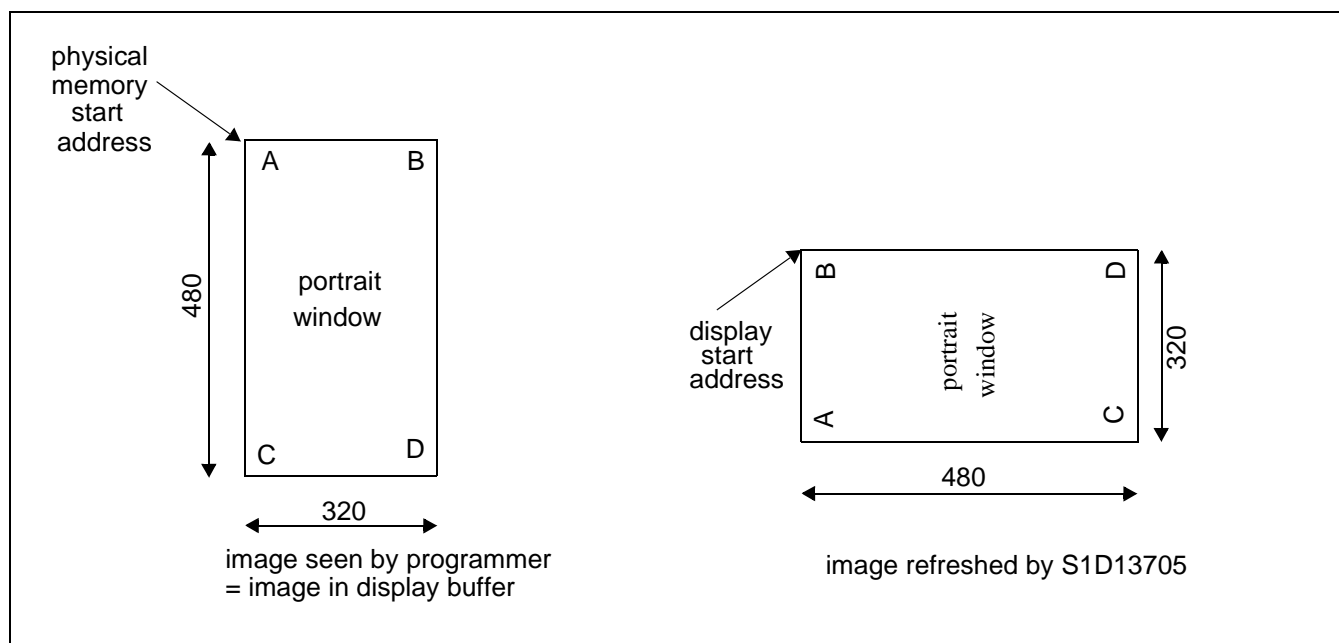 physical
memory
start
address
A
B
480
portrait
window
C
D
320
image seen by programmer
= image in display buffer
display
start
address
B
D
portrait
window
A
C
320
480
image refreshed by S1D13705